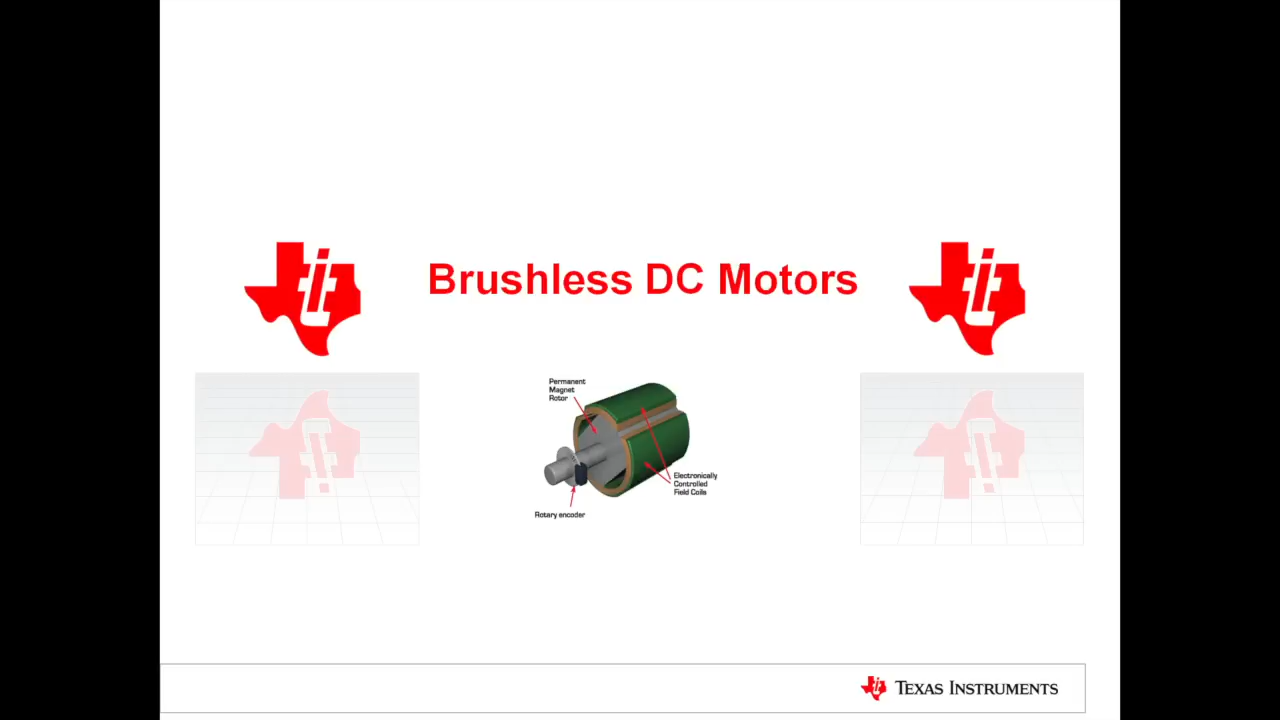 Brushless DC Motors
Permanent
Magnet
Rotor
Electronically
Controlled
Field Coils
Rotary encoder
TEXAS INSTRUMENTS